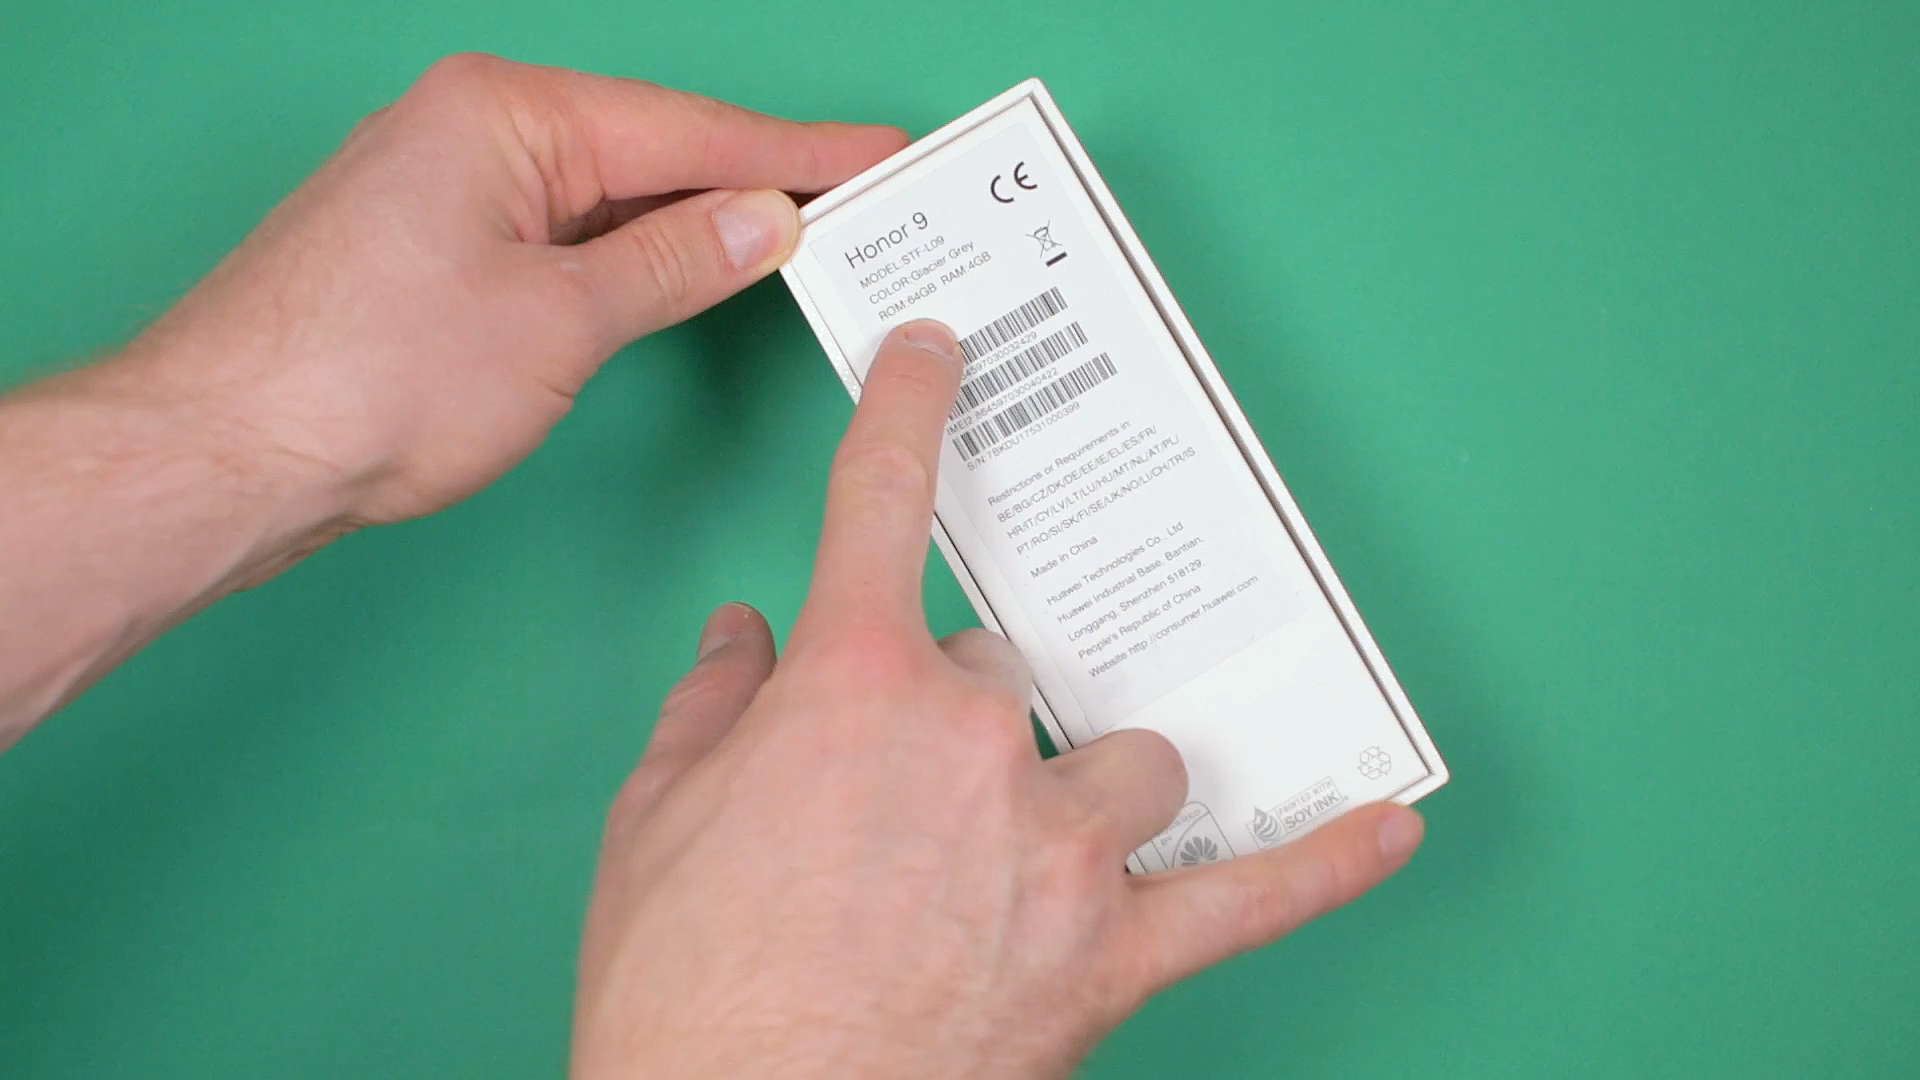 CE
Honor 9
MODEL:STF-L09
COLOR:Glacier Grey
ROM:64GB RAM:4GB
IMEI2:864597030040422
S/N:7BKDU17531000399
Restrictions or Requirements in:
BE/BG/CZ/DK/DE/EE/IE/EL/ES/FR/
HR/IT/CY/LV/LT/LU/HU/MT/NL/AT/PL/
PT/RO/SI/SK/FI/SE/UK/NO/LI/CH/TR/IS
Made in China
Huawei Technologies Co., Ltd
Huawei Industrial Base, Bantian,
Longgang, Shenzhen 518129,
People's Republic of China
Website http://consumer.huawei.com
PRINTED WITH
SOY INK